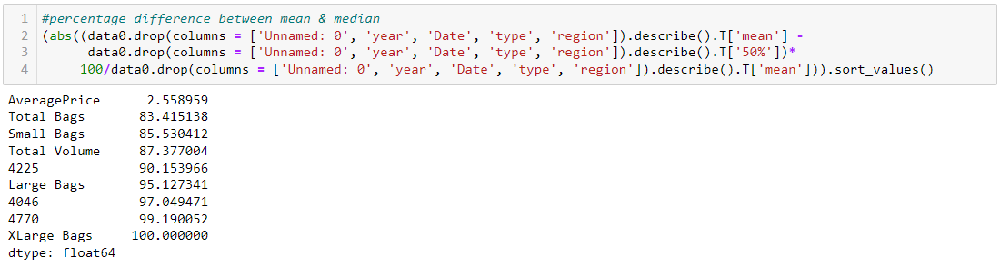 1 #percentage difference between mean & median
2 (abs((data0.drop(columns = ['Unnamed: 0', 'year', 'Date', 'type', 'region']).describe().T['mean'] -
3       data0.drop(columns = ['Unnamed: 0', 'year', 'Date', 'type', 'region']).describe().T['50%'])*
4      100/data0.drop(columns = ['Unnamed: 0', 'year', 'Date', 'type', 'region']).describe().T['mean'])).sort_values()
AveragePrice      2.558959
Total Bags       83.415138
Small Bags       85.530412
Total Volume     87.377004
4225             90.153966
Large Bags       95.127341
4046             97.049471
4770             99.190052
XLarge Bags     100.000000
dtype: float64